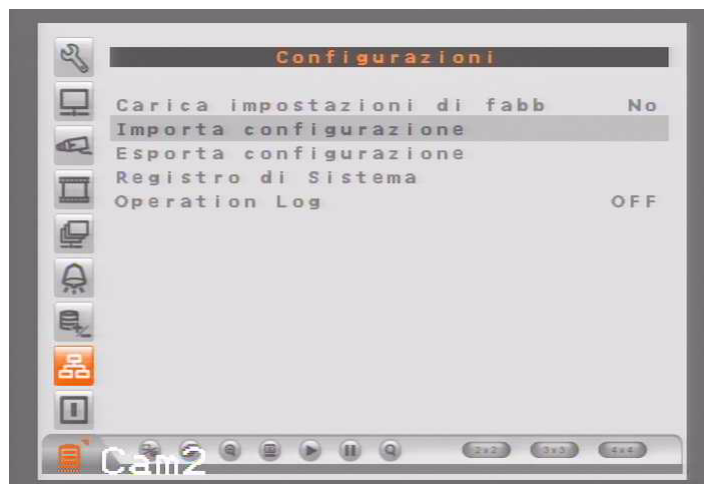 Configurazioni
Carica impostazioni di fabb No
Importa configurazione
Esporta configurazione
Registro di Sistema
Operation Log OFF
Cam2
2x2 3x3 4x4